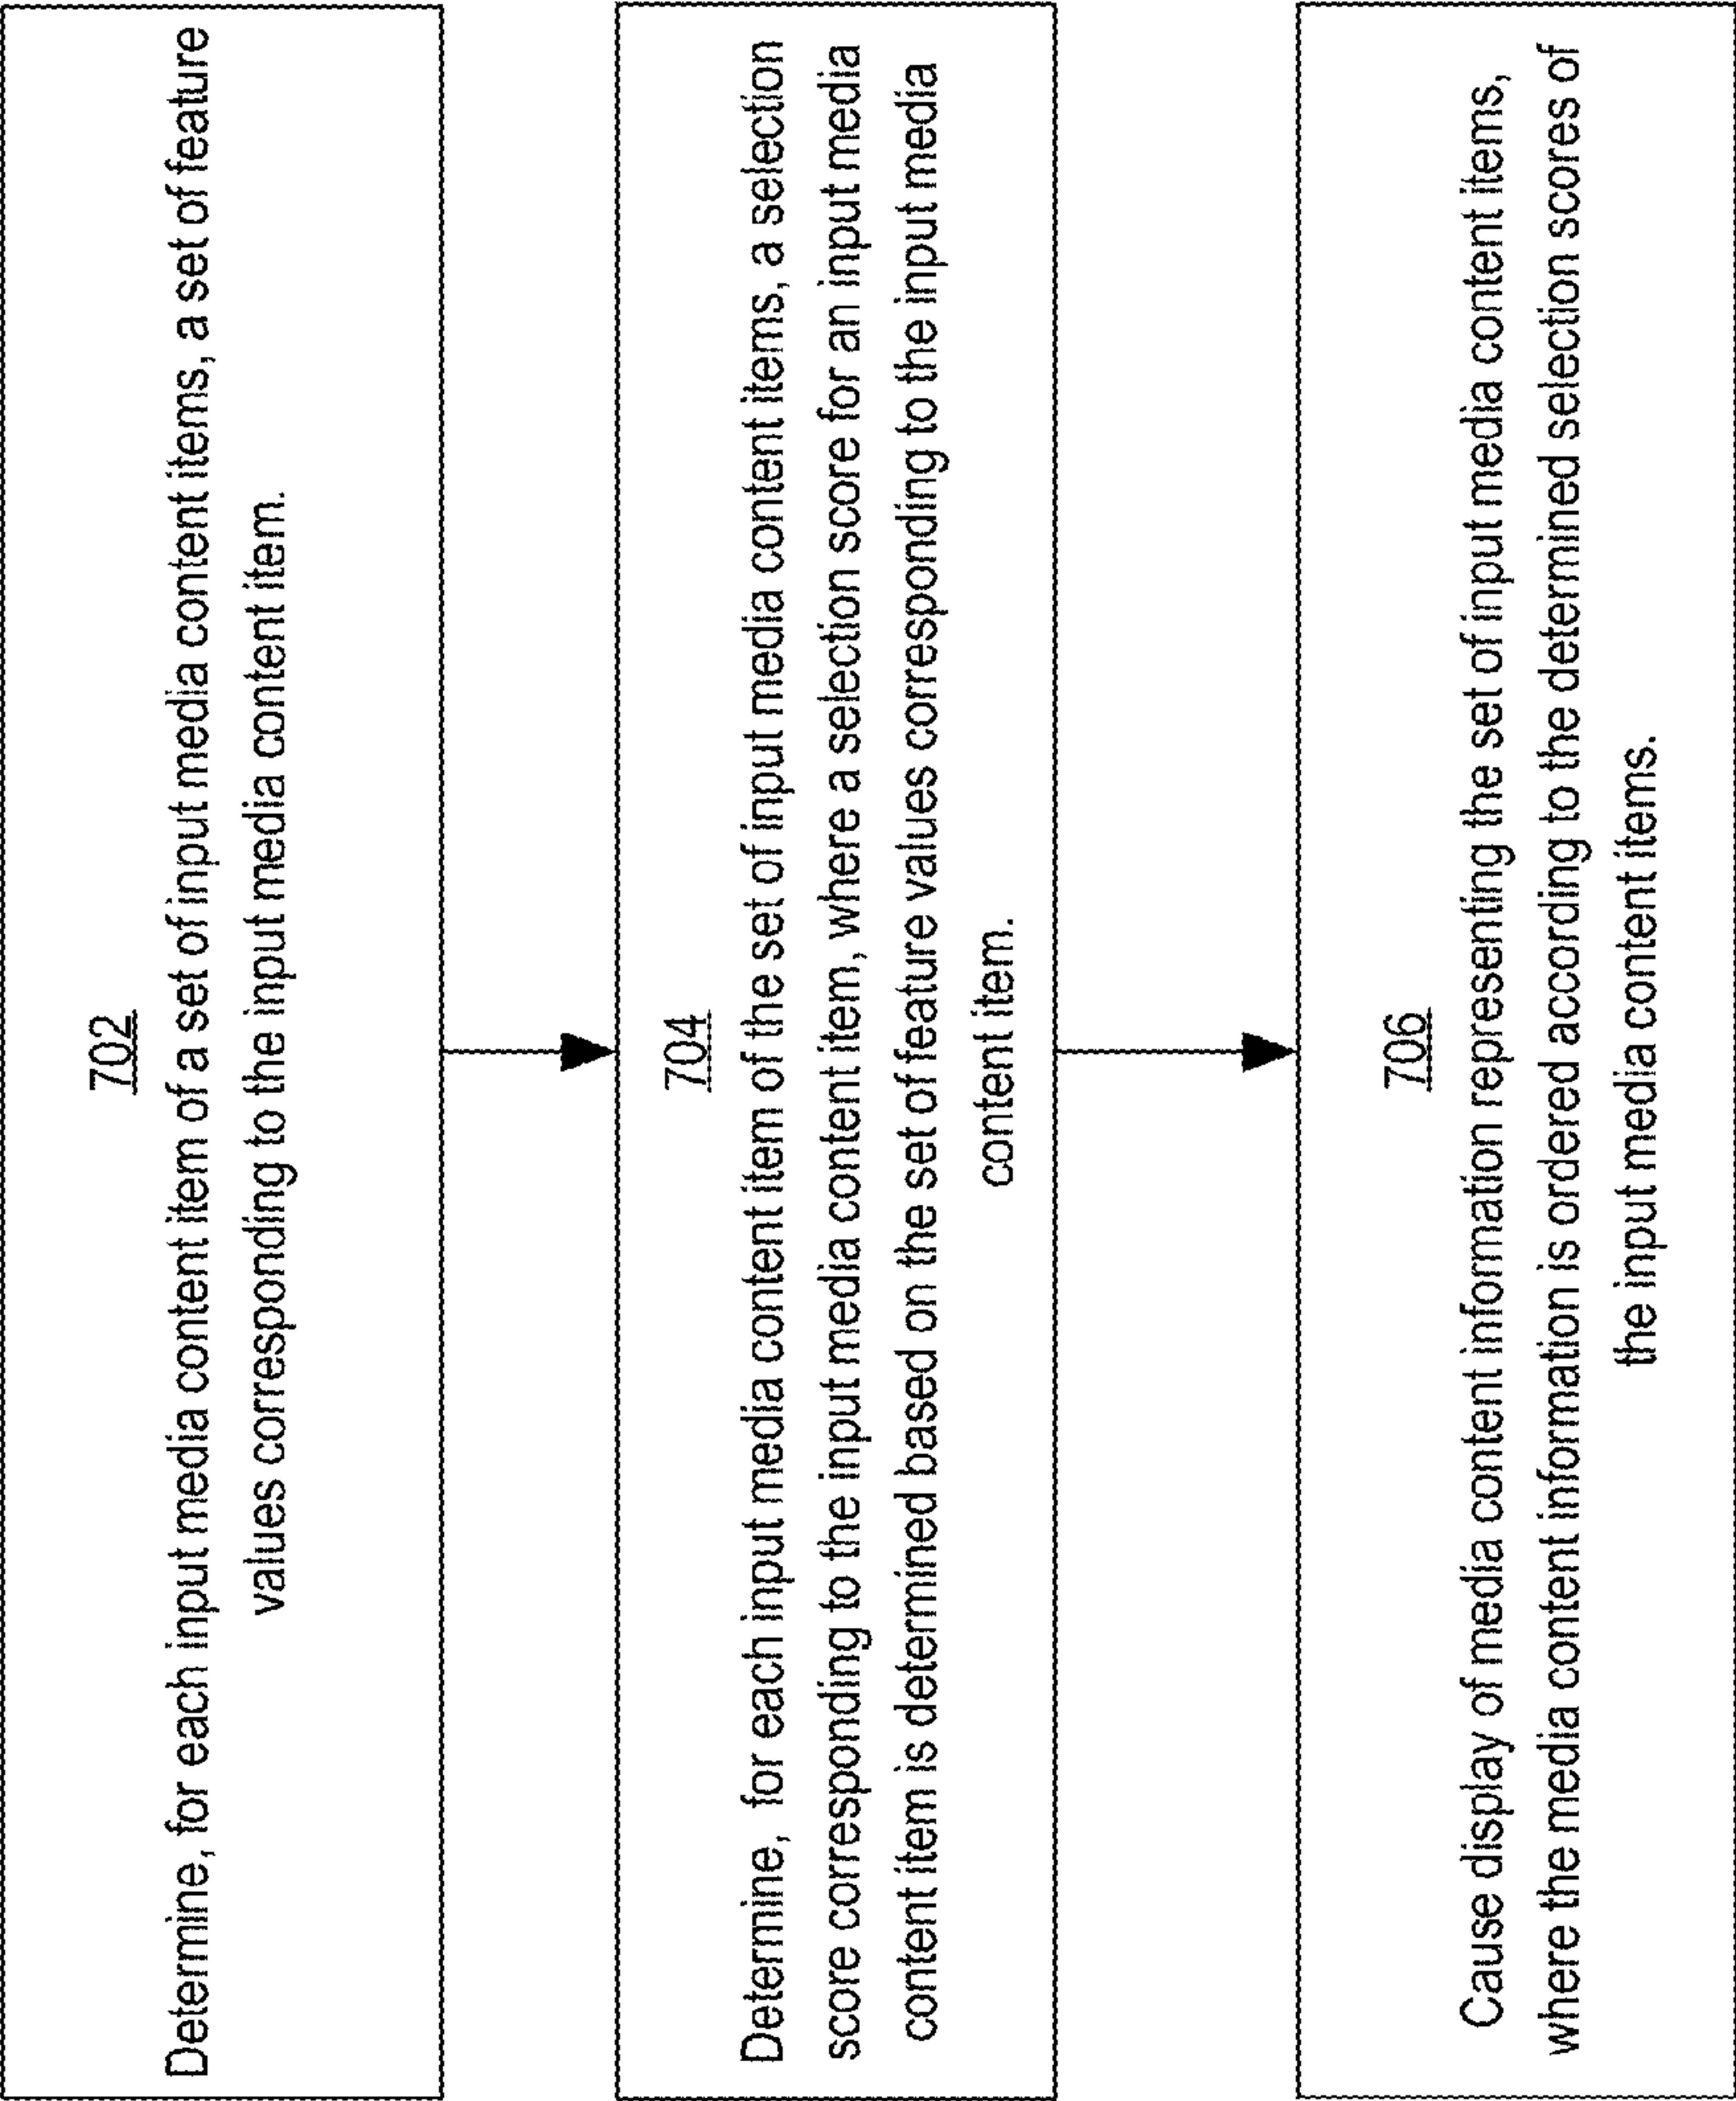 702
Determine, for each input media content item of a set of input media content items, a set of feature
values corresponding to the input media content item.
704
Determine, for each input media content item of the set of input media content items, a selection
score corresponding to the input media content item, where a selection score for an input media
content item is determined based on the set of feature values corresponding to the input media
content item.
706
Cause display of media content information representing the set of input media content items,
where the media content information is ordered according to the determined selection scores of
the input media content items.